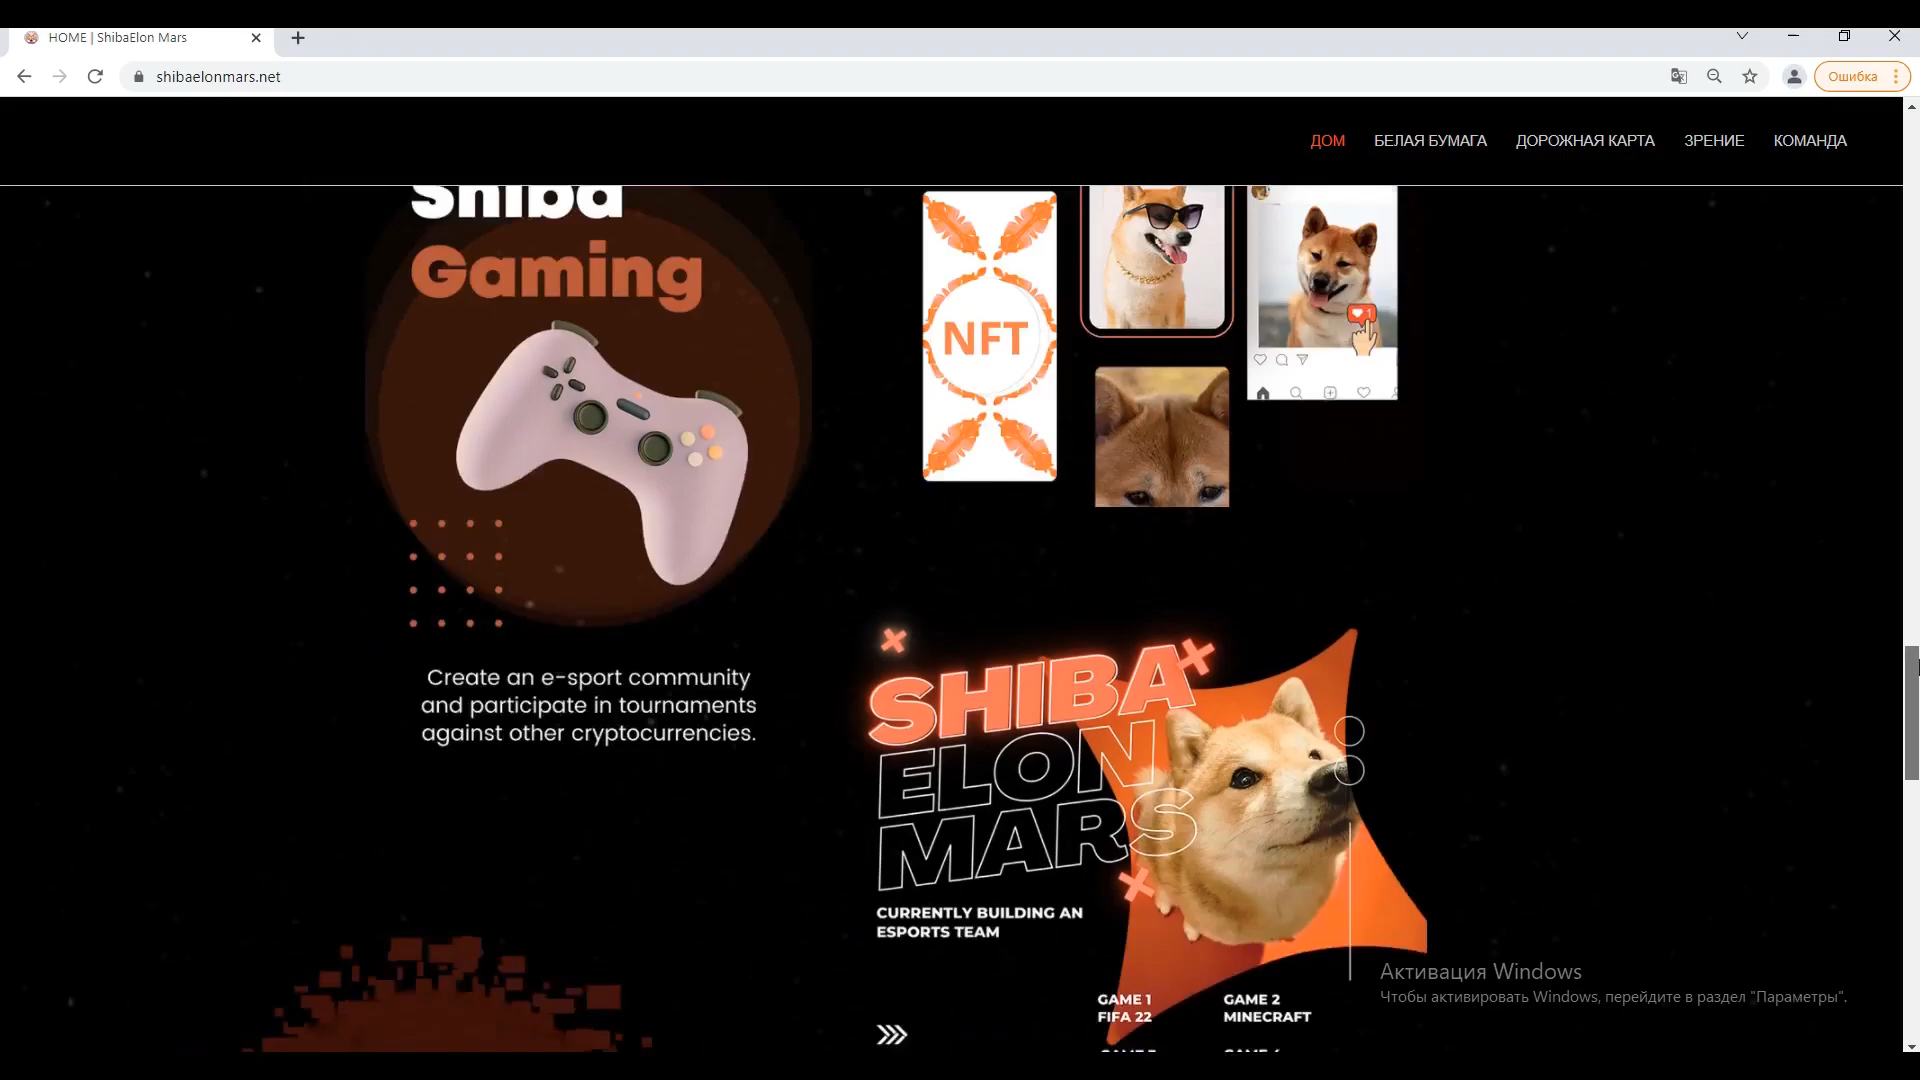 HOME | ShibaElon Mars
shibaelonmars.net
Ошибка
ДОМ
БЕЛАЯ БУМАГА
ДОРОЖНАЯ КАРТА
ЗРЕНИЕ
КОМАНДА
Shiba
Gaming
NFT
1
Create an e-sport community
and participate in tournaments
against other cryptocurrencies.
SHIBA
ELON
MARS
CURRENTLY BUILDING AN
ESPORTS TEAM
GAME 1
FIFA 22
GAME 2
MINECRAFT
Активация Windows
Чтобы активировать Windows, перейдите в раздел "Параметры".